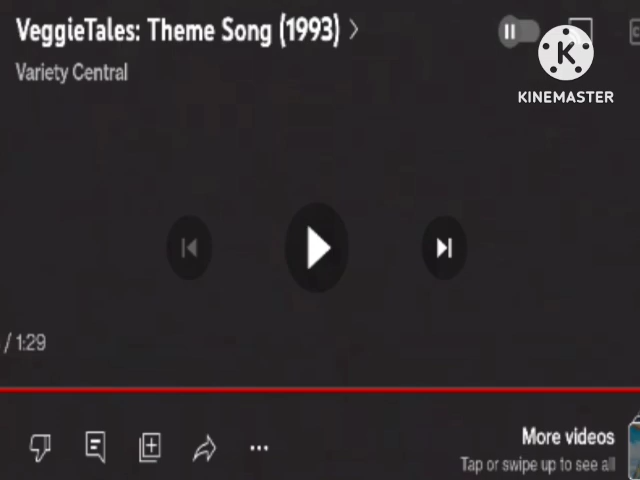 VeggieTales: Theme Song (1993)
Variety Central
KINEMASTER
/ 1:29
More videos
Tap or swipe up to see all